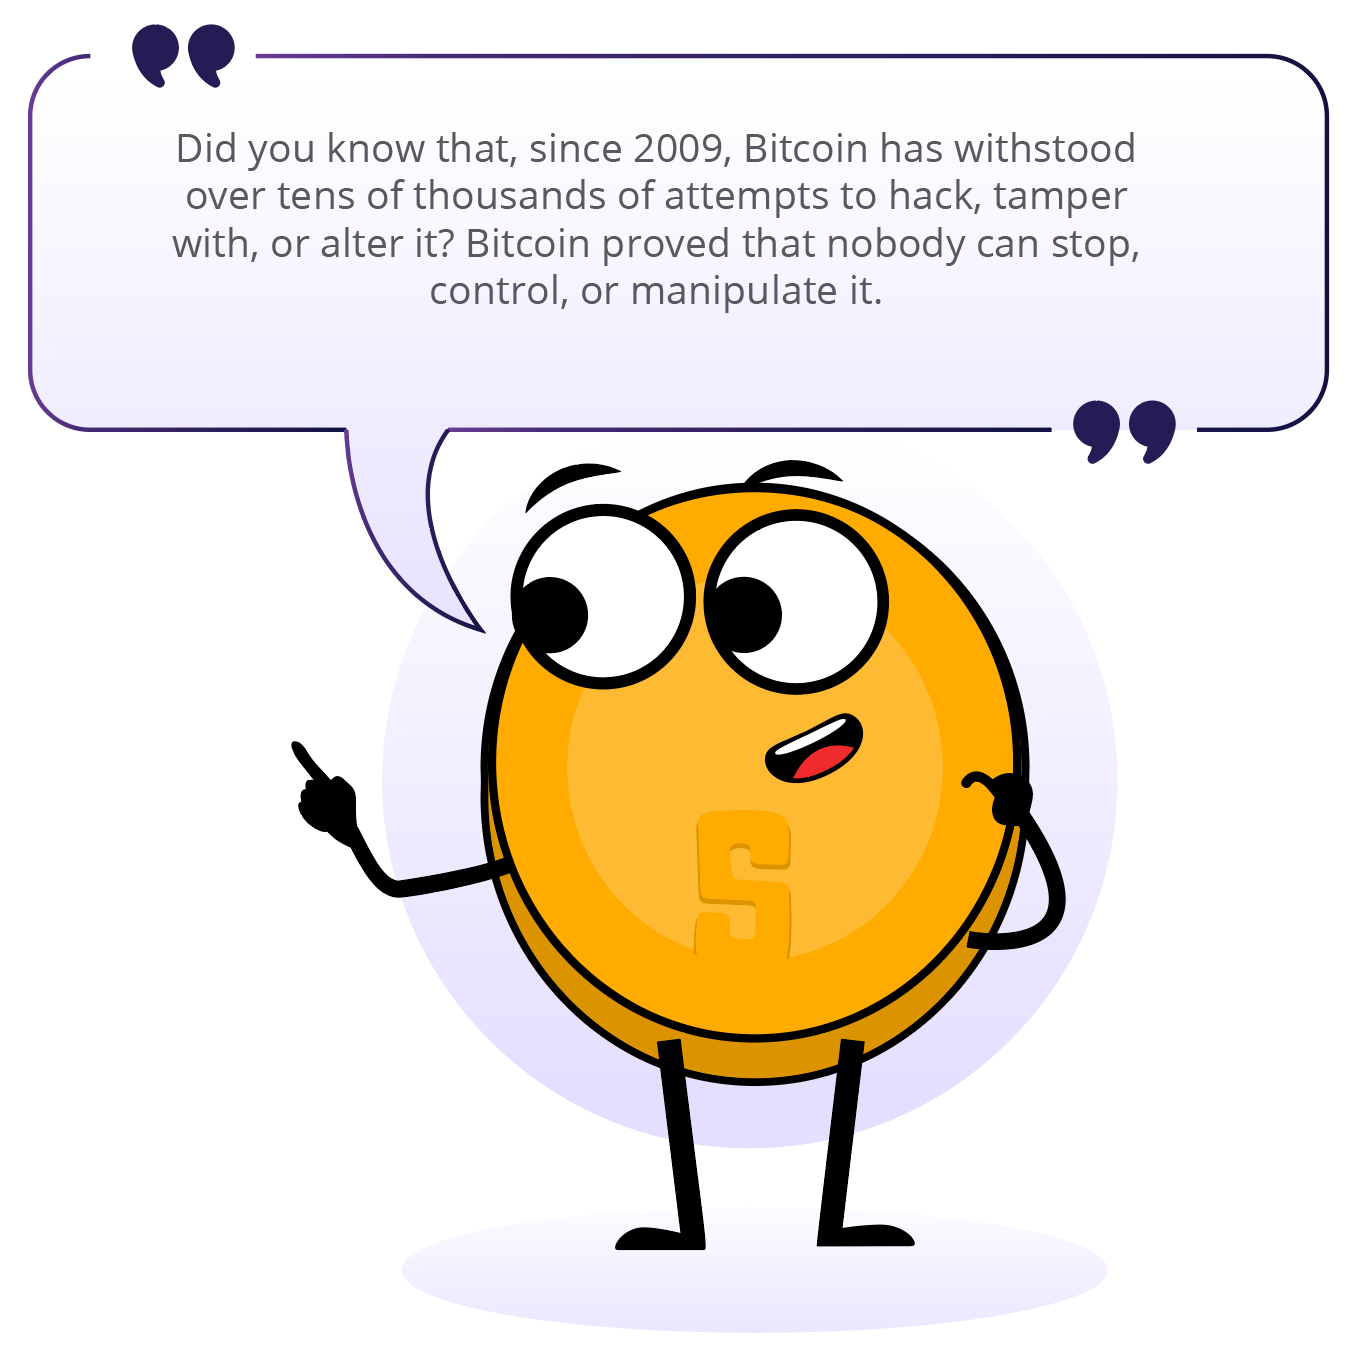 Did you know that, since 2009, Bitcoin has withstood
over tens of thousands of attempts to hack, tamper
with, or alter it? Bitcoin proved that nobody can stop,
control, or manipulate it.
S